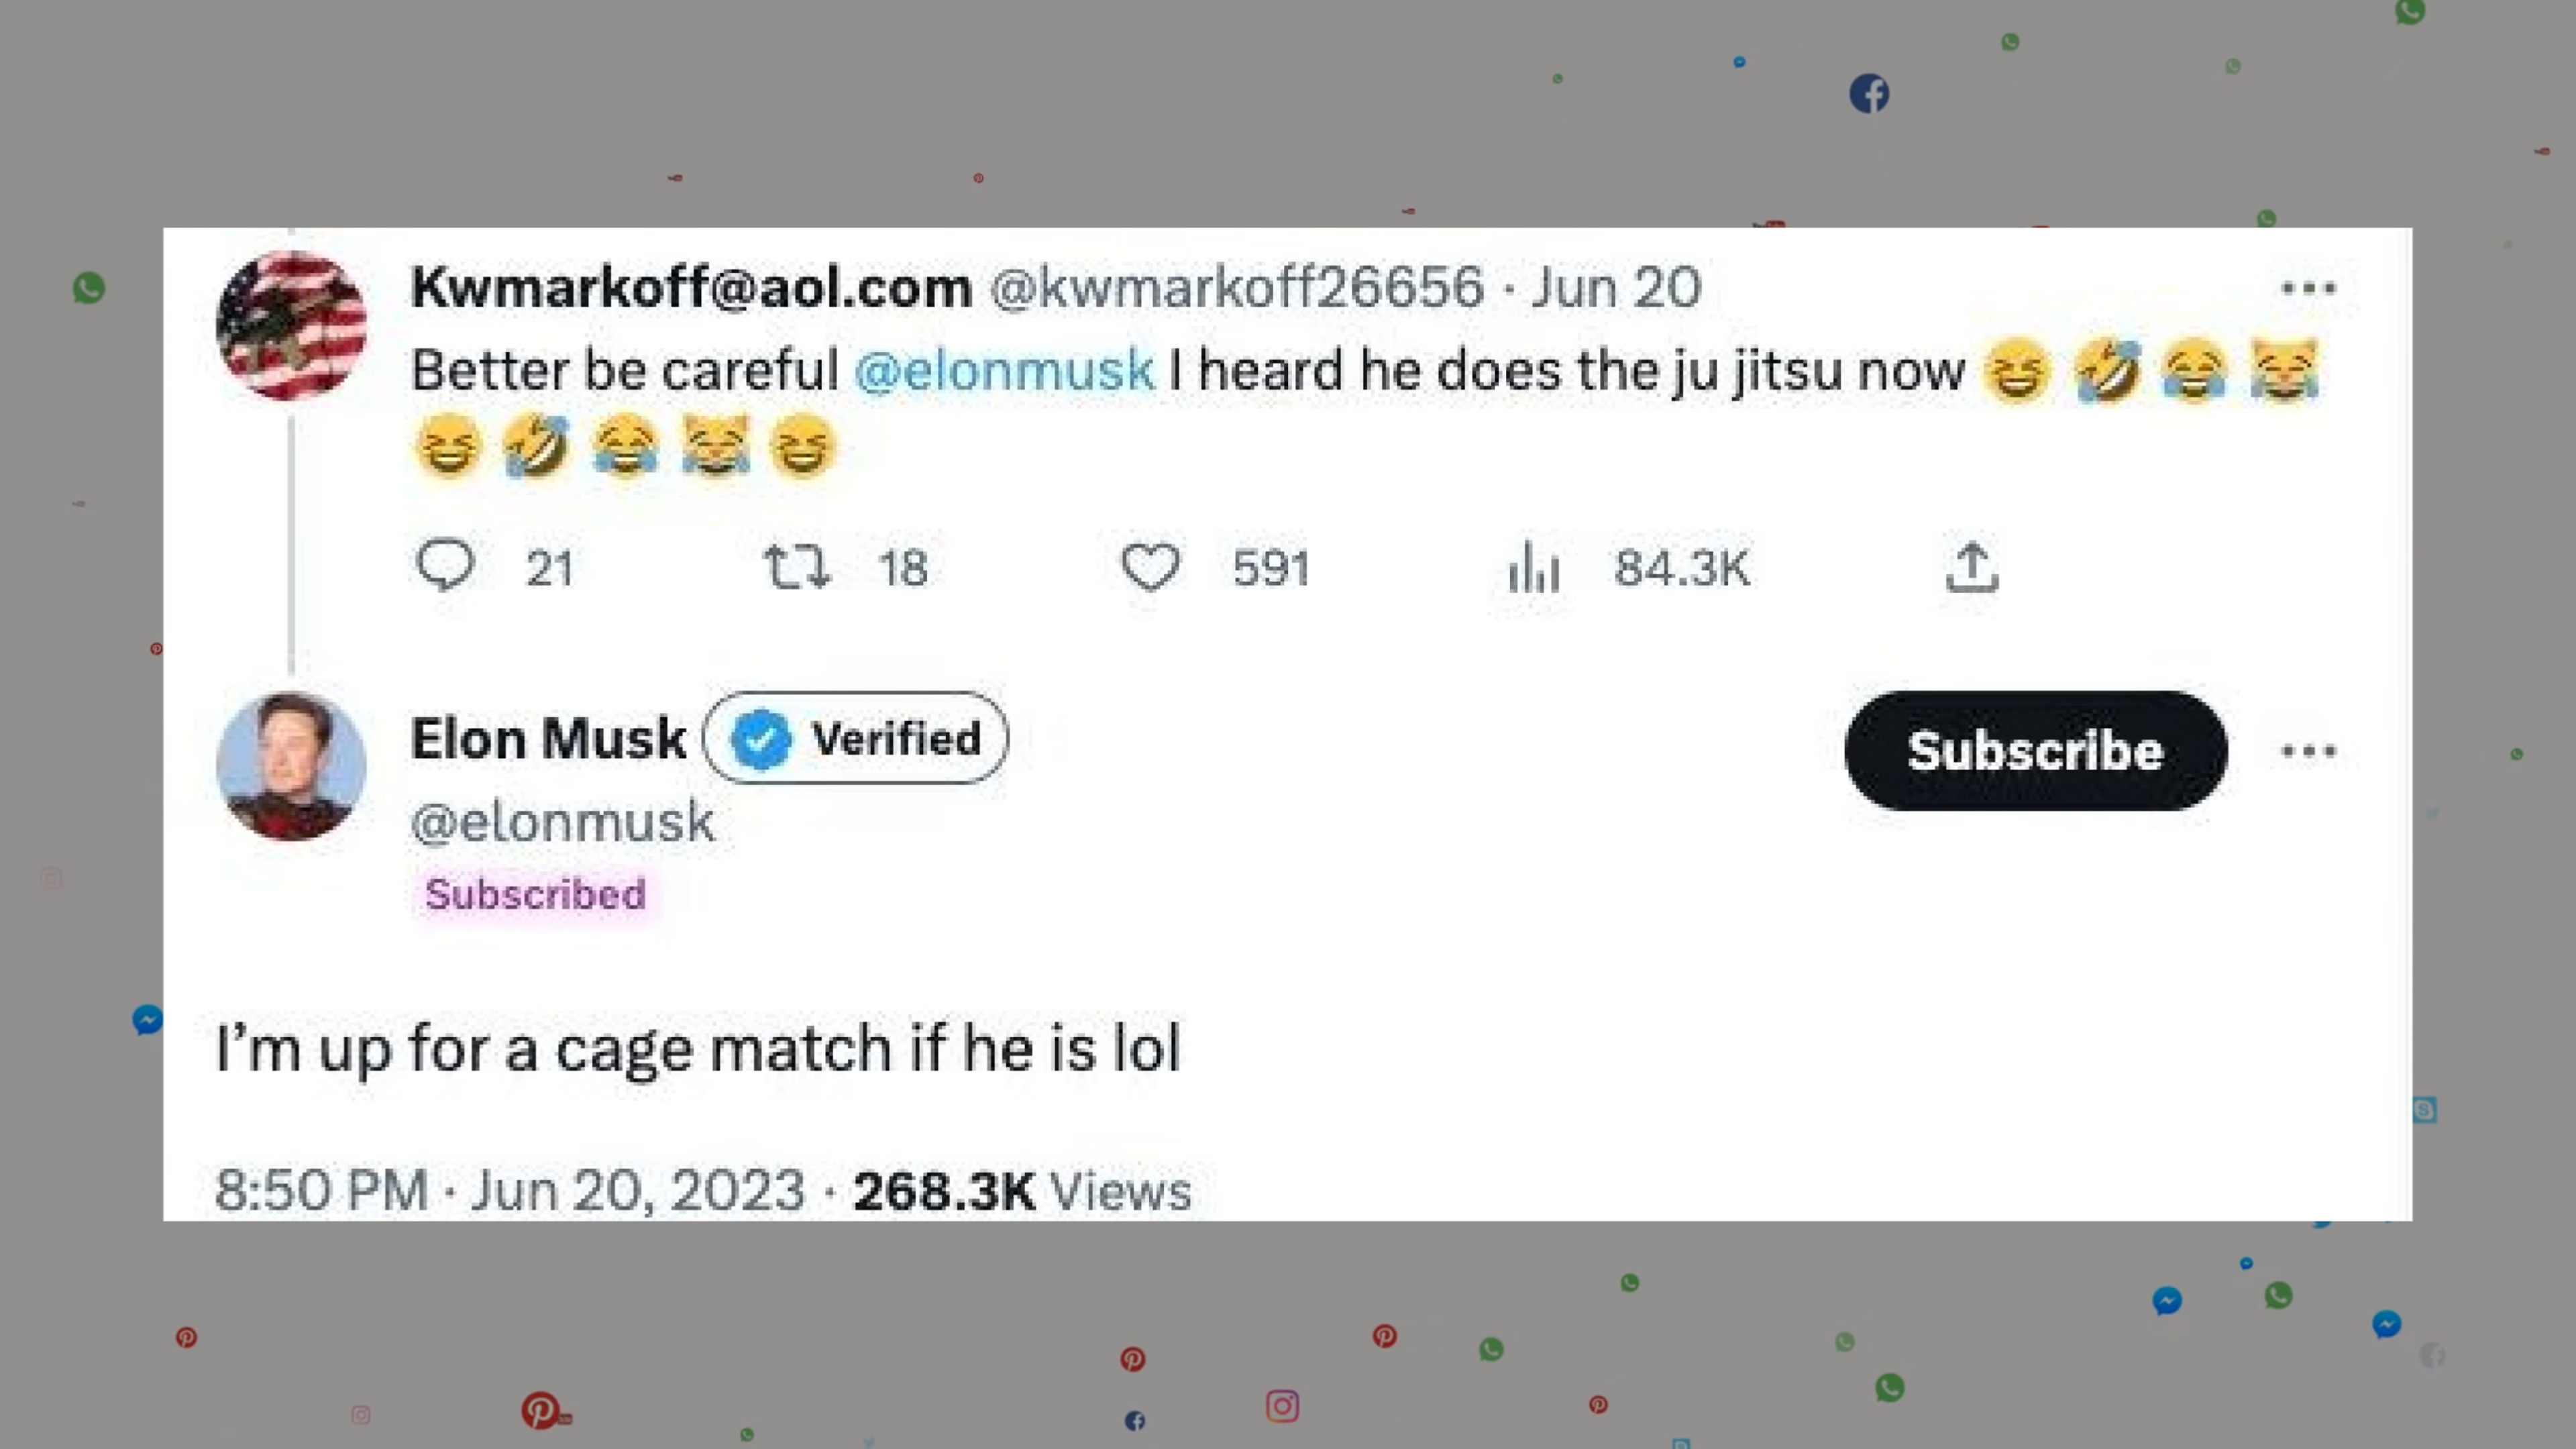 Kwmarkoff@aol.com @kwmarkoff26656 · Jun 20
Better be careful @elonmusk I heard he does the ju jitsu now 😆 🤣 😂 😹
😆 🤣 😂 😹 😆
21 18 591 84.3K
Elon Musk Verified
Subscribe
@elonmusk
Subscribed
I’m up for a cage match if he is lol
8:50 PM · Jun 20, 2023 · 268.3K Views